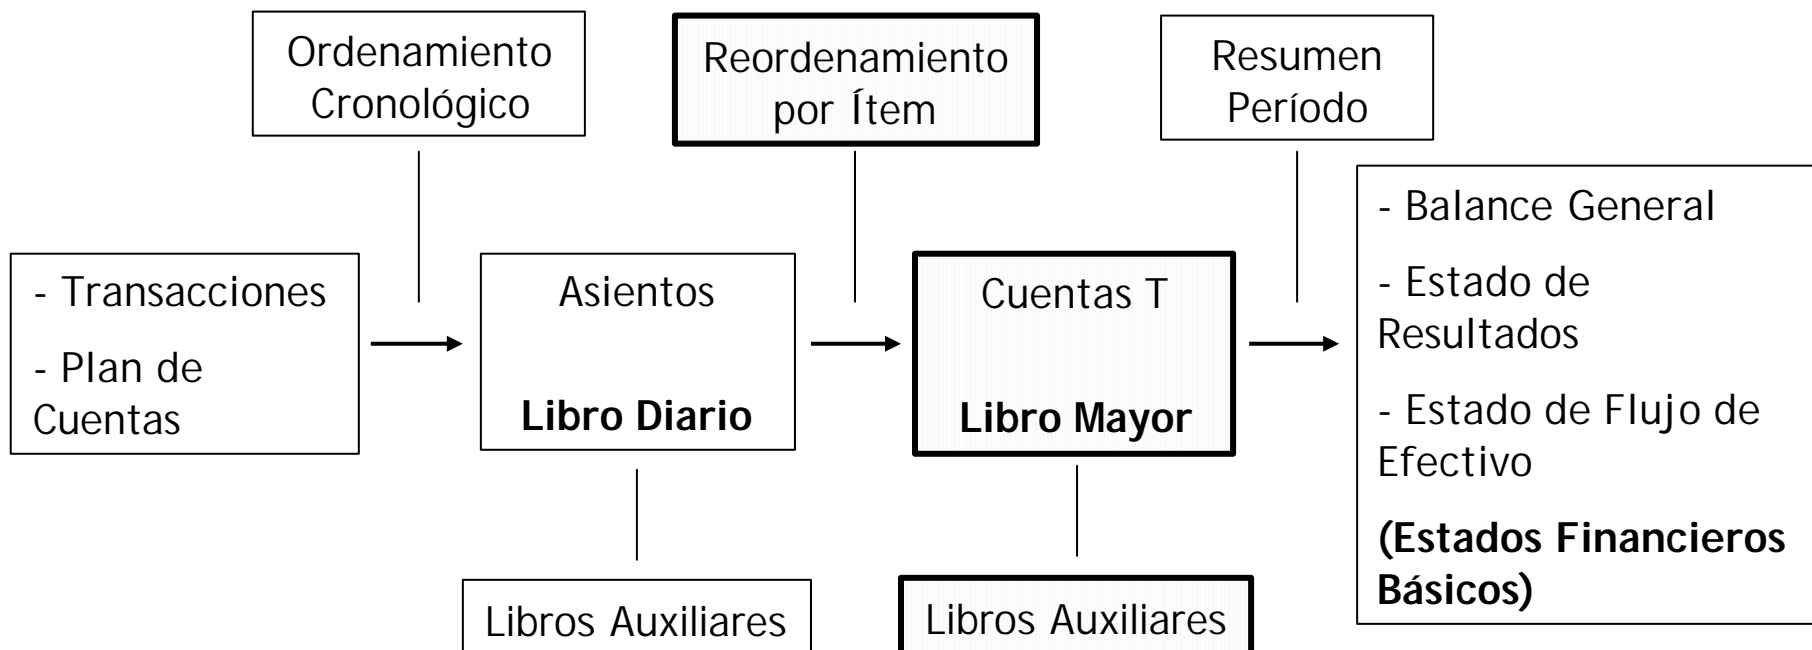 Ordenamiento
Cronológico
Reordenamiento
por Ítem
Resumen
Período
- Transacciones
- Plan de
Cuentas
Asientos
Libro Diario
Cuentas T
Libro Mayor
- Balance General
- Estado de
Resultados
- Estado de Flujo de
Efectivo
(Estados Financieros
Básicos)
Libros Auxiliares
Libros Auxiliares